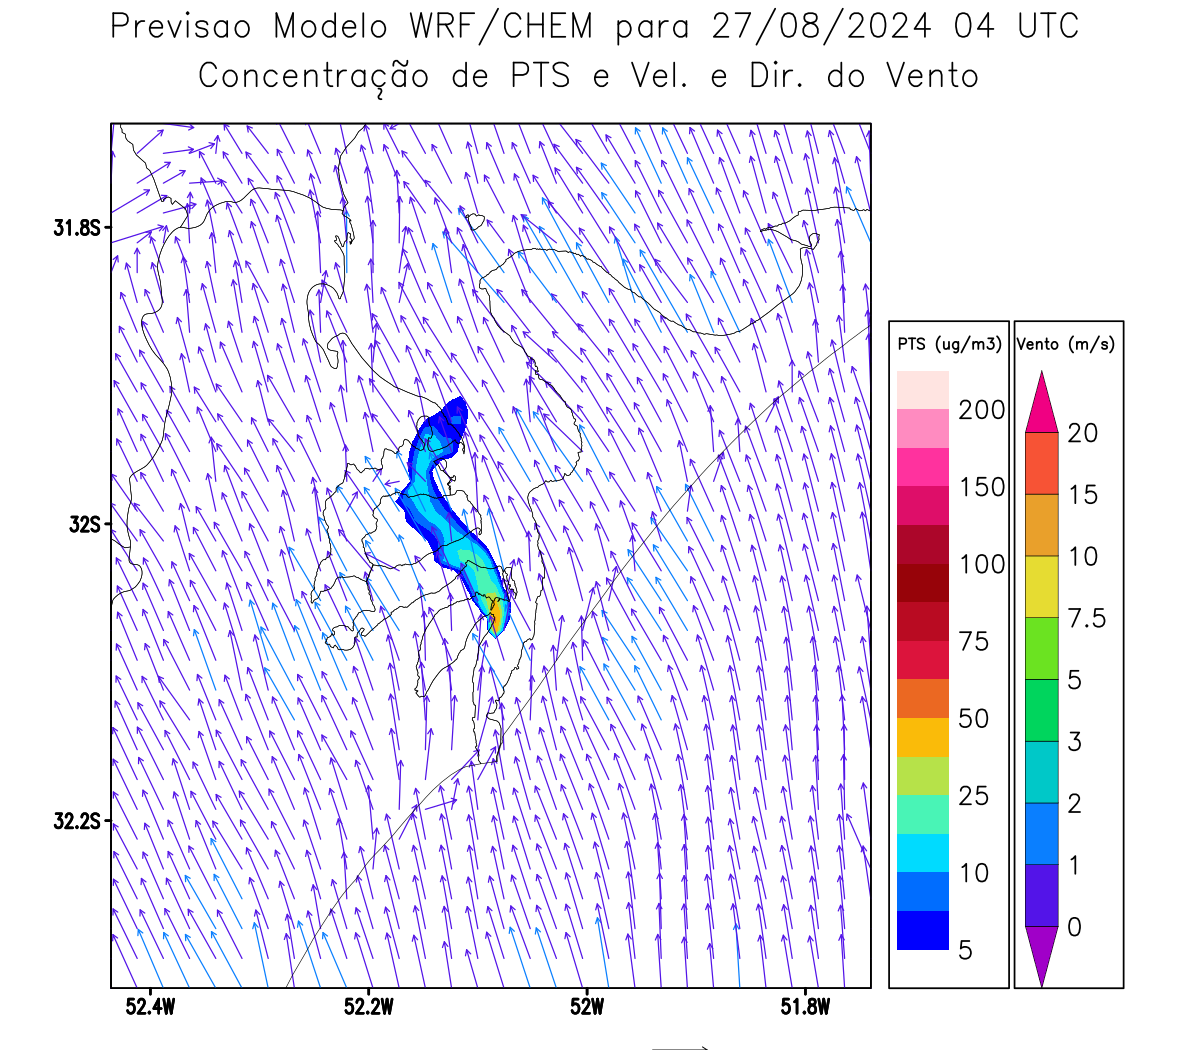 Previsao Modelo WRF/CHEM para 27/08/2024 04 UTC
Concentração de PTS e Vel. e Dir. do Vento
31.8S
32S
32.2S
52.4W
52.2W
52W
51.8W
PTS (ug/m3)
200
150
100
75
50
25
10
5
Vento (m/s)
20
15
10
7.5
5
3
2
1
0